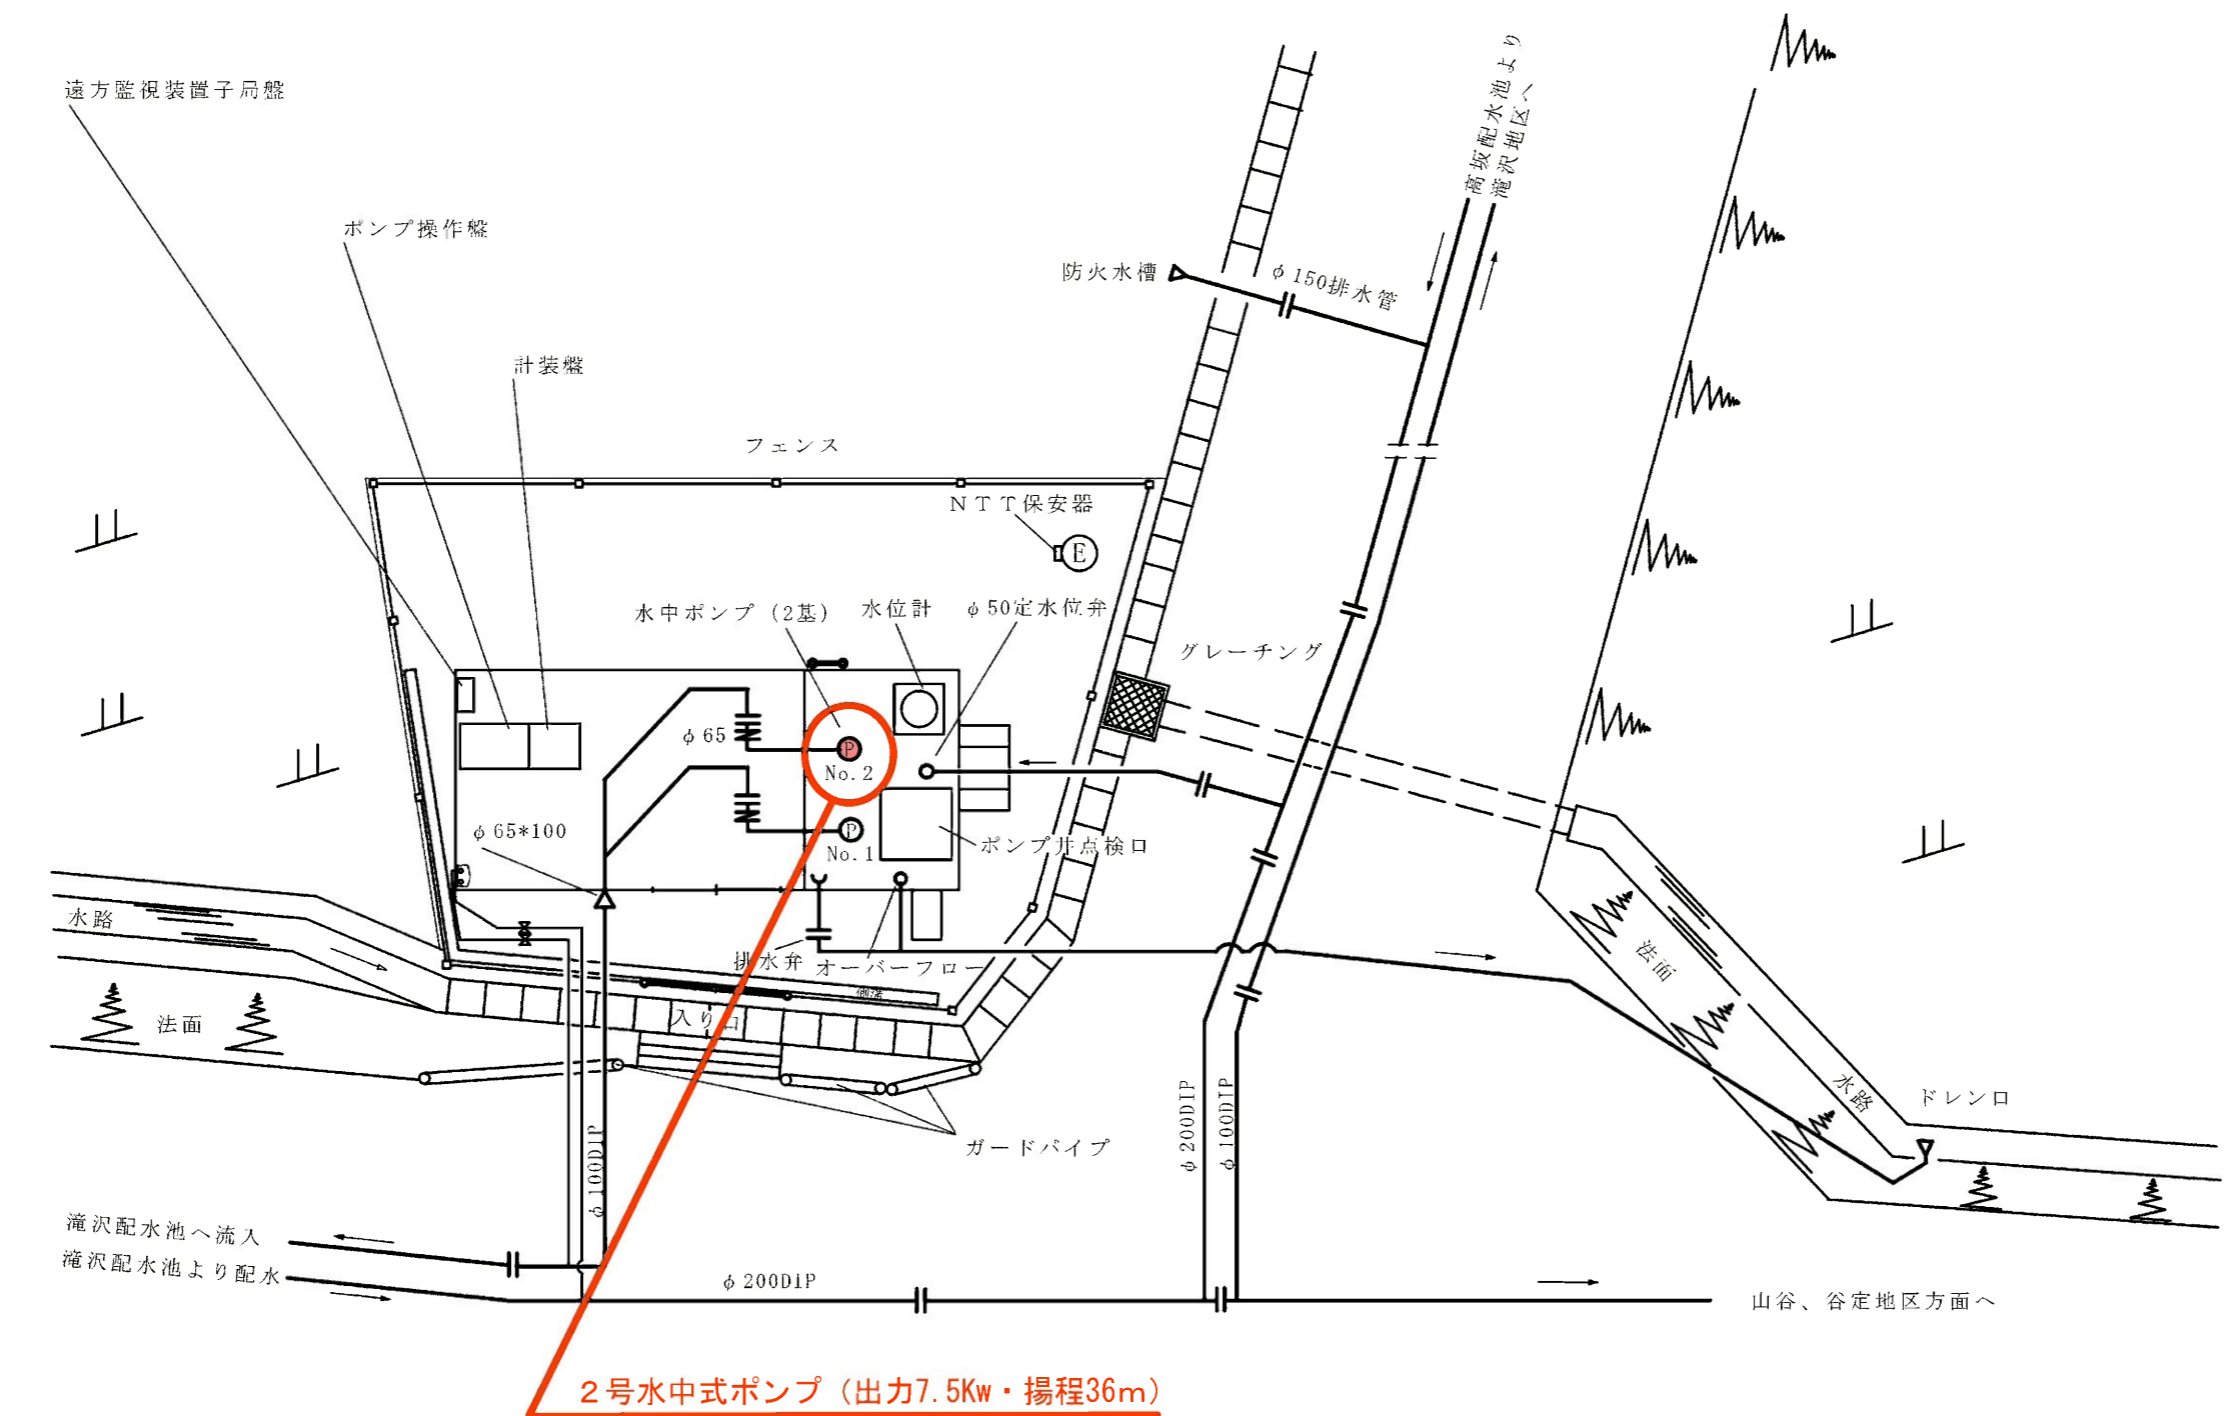 高坂配水池より
滝沢地区へ
遠方監視装置子局盤
ポンプ操作盤
防火水槽
φ150排水管
計装盤
フェンス
NTT保安器
E
水中ポンプ(2基)
水位計
φ50定水位弁
グレーチング
φ65
P
No.2
φ65*100
P
No.1
ポンプ井点検口
水路
排水弁
オーバーフロー
法面
側溝
入り口
法面
水路
ドレン口
φ200DIP
φ100DIP
ガードパイプ
φ100DIP
滝沢配水池へ流入
滝沢配水池より配水
φ200DIP
山谷、谷定地区方面へ
2号水中式ポンプ(出力7.5Kw・揚程36m)